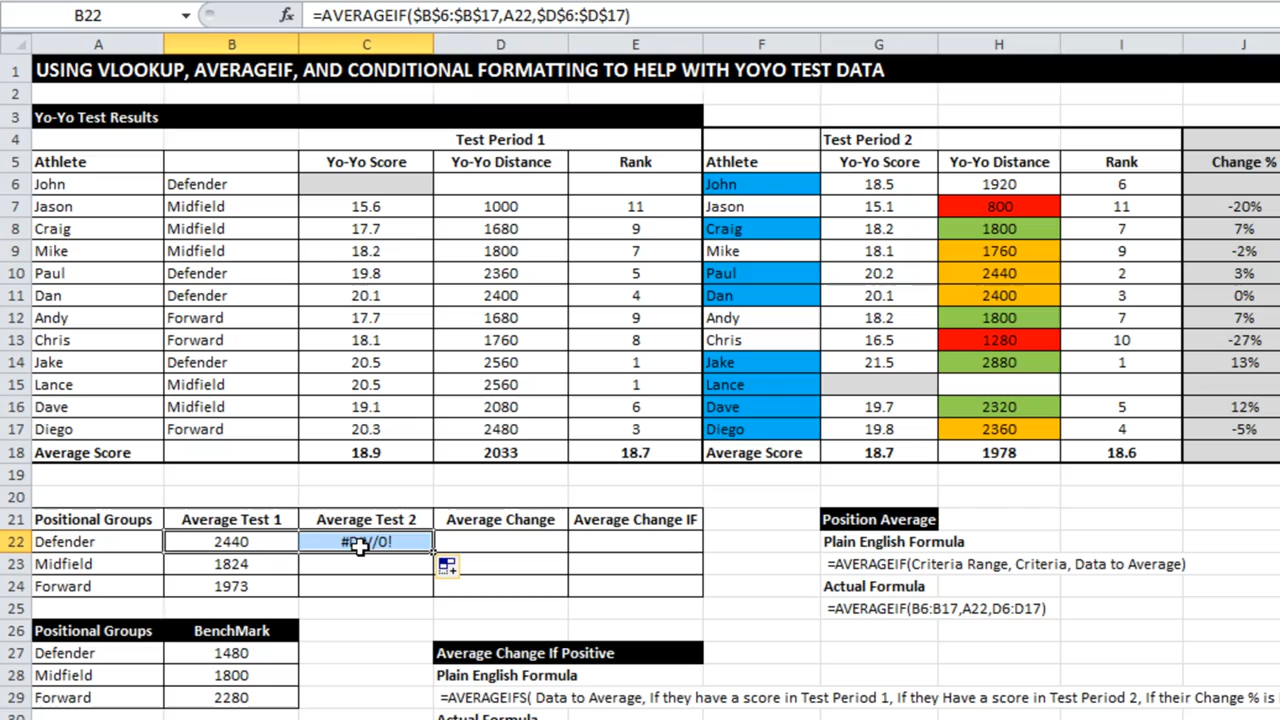 B22 fx =AVERAGEIF($B$6:$B$17,A22,$D$6:$D$17)
A B C D E F G H I J
1 USING VLOOKUP, AVERAGEIF, AND CONDITIONAL FORMATTING TO HELP WITH YOYO TEST DATA
2
3 Yo-Yo Test Results
4 Test Period 1 Test Period 2
5 Athlete Yo-Yo Score Yo-Yo Distance Rank Athlete Yo-Yo Score Yo-Yo Distance Rank Change %
6 John Defender John 18.5 1920 6
7 Jason Midfield 15.6 1000 11 Jason 15.1 800 11 -20%
8 Craig Midfield 17.7 1680 9 Craig 18.2 1800 7 7%
9 Mike Midfield 18.2 1800 7 Mike 18.1 1760 9 -2%
10 Paul Defender 19.8 2360 5 Paul 20.2 2440 2 3%
11 Dan Defender 20.1 2400 4 Dan 20.1 2400 3 0%
12 Andy Forward 17.7 1680 9 Andy 18.2 1800 7 7%
13 Chris Forward 18.1 1760 8 Chris 16.5 1280 10 -27%
14 Jake Defender 20.5 2560 1 Jake 21.5 2880 1 13%
15 Lance Midfield 20.5 2560 1 Lance
16 Dave Midfield 19.1 2080 6 Dave 19.7 2320 5 12%
17 Diego Forward 20.3 2480 3 Diego 19.8 2360 4 -5%
18 Average Score 18.9 2033 18.7 Average Score 18.7 1978 18.6
19
20
21 Positional Groups Average Test 1 Average Test 2 Average Change Average Change IF Position Average
22 Defender 2440 Plain English Formula
23 Midfield 1824 =AVERAGEIF(Criteria Range, Criteria, Data to Average)
24 Forward 1973 Actual Formula
25 =AVERAGEIF(B6:B17,A22,D6:D17)
26 Positional Groups BenchMark
27 Defender 1480 Average Change If Positive
28 Midfield 1800 Plain English Formula
29 Forward 2280 =AVERAGEIFS( Data to Average, If they have a score in Test Period 1, If they Have a score in Test Period 2, If their Change % is
30 Actual Formula